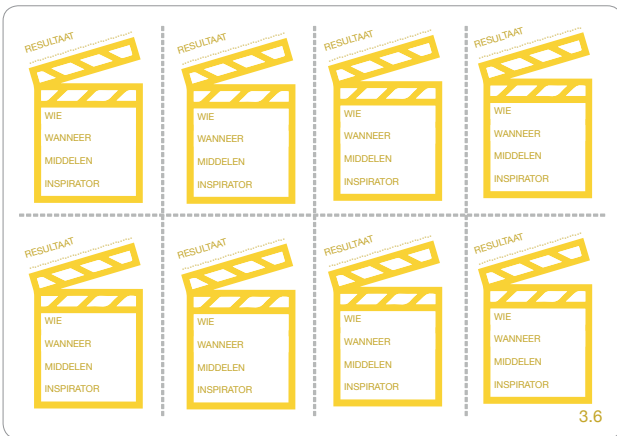 RESULTAAT
WIE
WANNEER
MIDDELEN
INSPIRATOR
RESULTAAT
WIE
WANNEER
MIDDELEN
INSPIRATOR
RESULTAAT
WIE
WANNEER
MIDDELEN
INSPIRATOR
RESULTAAT
WIE
WANNEER
MIDDELEN
INSPIRATOR
RESULTAAT
WIE
WANNEER
MIDDELEN
INSPIRATOR
RESULTAAT
WIE
WANNEER
MIDDELEN
INSPIRATOR
RESULTAAT
WIE
WANNEER
MIDDELEN
INSPIRATOR
RESULTAAT
WIE
WANNEER
MIDDELEN
INSPIRATOR
3.6